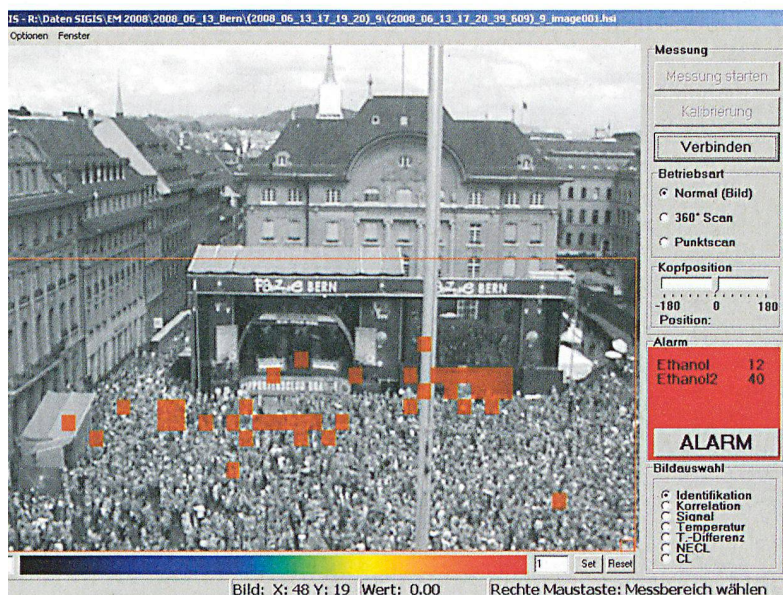 IS - R:\Daten SIGIS\EM 2008\2008_06_13_Bern\(2008_06_13_17_19_20)_9\(2008_06_13_17_20_39_609)_9_image001.hsi
Optionen Fenster
BERN
BERN
Messung
Messung starten
Kalibrierung
Verbinden
Betriebsart
Normal (Bild)
360° Scan
Punktscan
Kopfposition
-180 0 180
Position:
Alarm
Ethanol 12
Ethanol2 40
ALARM
Bildauswahl
Identifikation
Korrelation
Signal
Temperatur
T.-Differenz
NECL
CL
1 Set Reset
Bild: X: 48 Y: 19 Wert: 0.00 Rechte Maustaste: Messbereich wählen